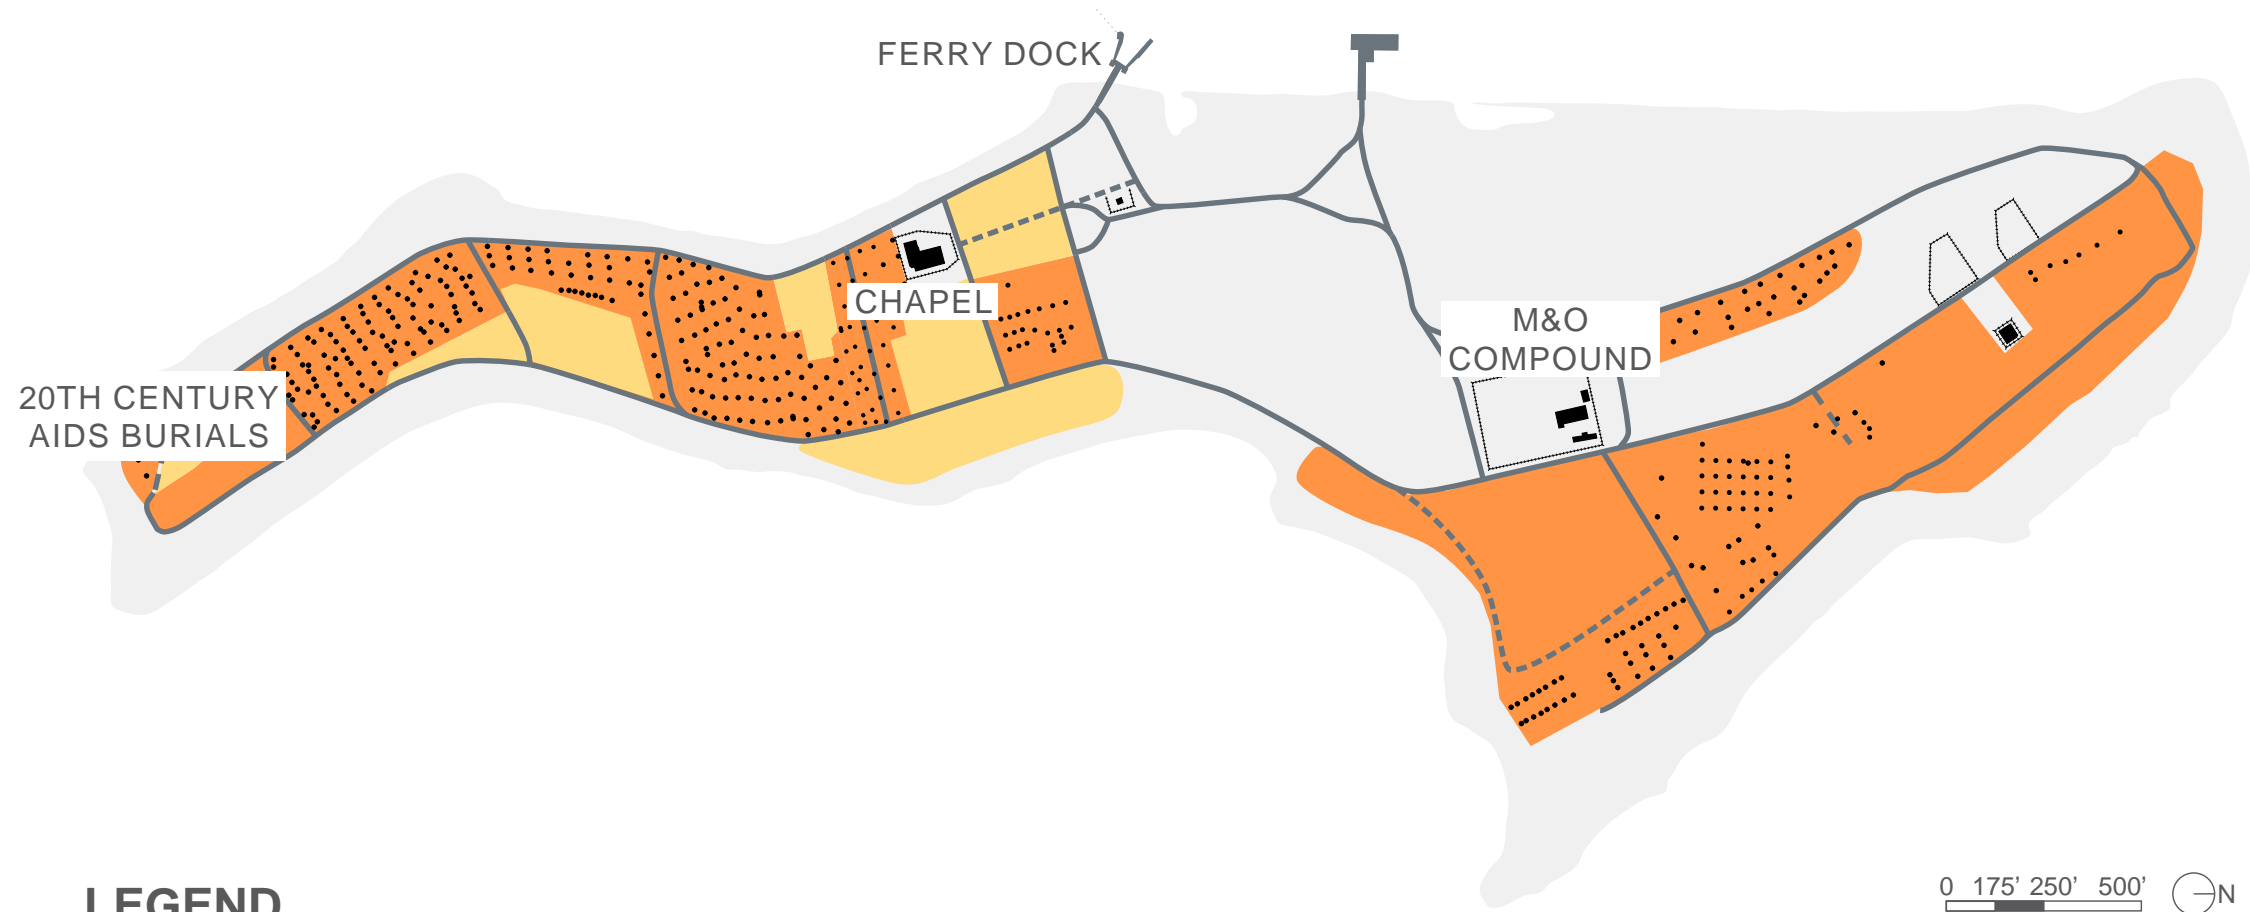 FERRY DOCK
CHAPEL
M&O
COMPOUND
20TH CENTURY
AIDS BURIALS
LEGEND
0 175’ 250’ 500’ N